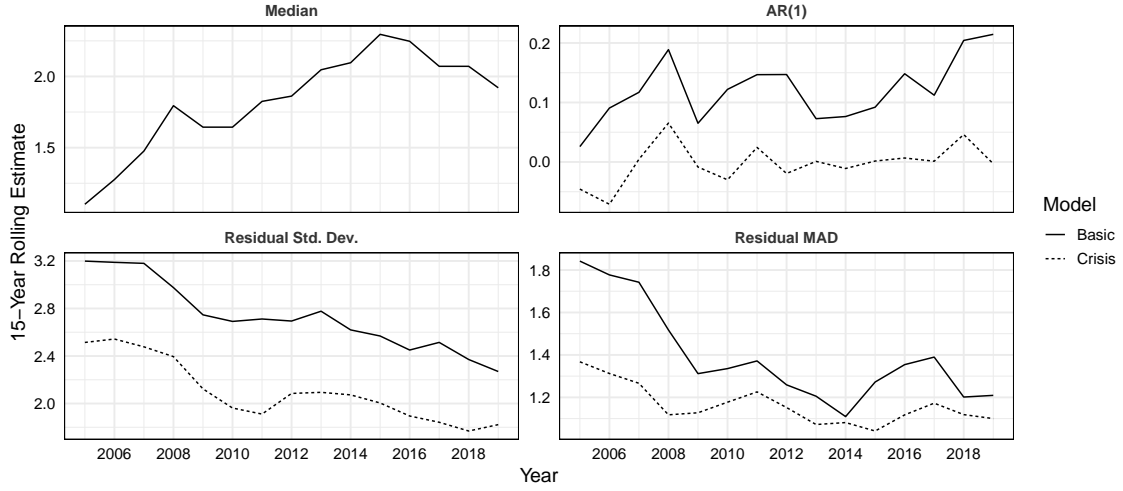 Median
AR(1)
2.0
1.5
0.2
0.1
0.0
15−Year Rolling Estimate
Residual Std. Dev.
Residual MAD
3.2
2.8
2.4
2.0
1.8
1.6
1.4
1.2
2006 2008 2010 2012 2014 2016 2018
2006 2008 2010 2012 2014 2016 2018
Year
Model
Basic
Crisis